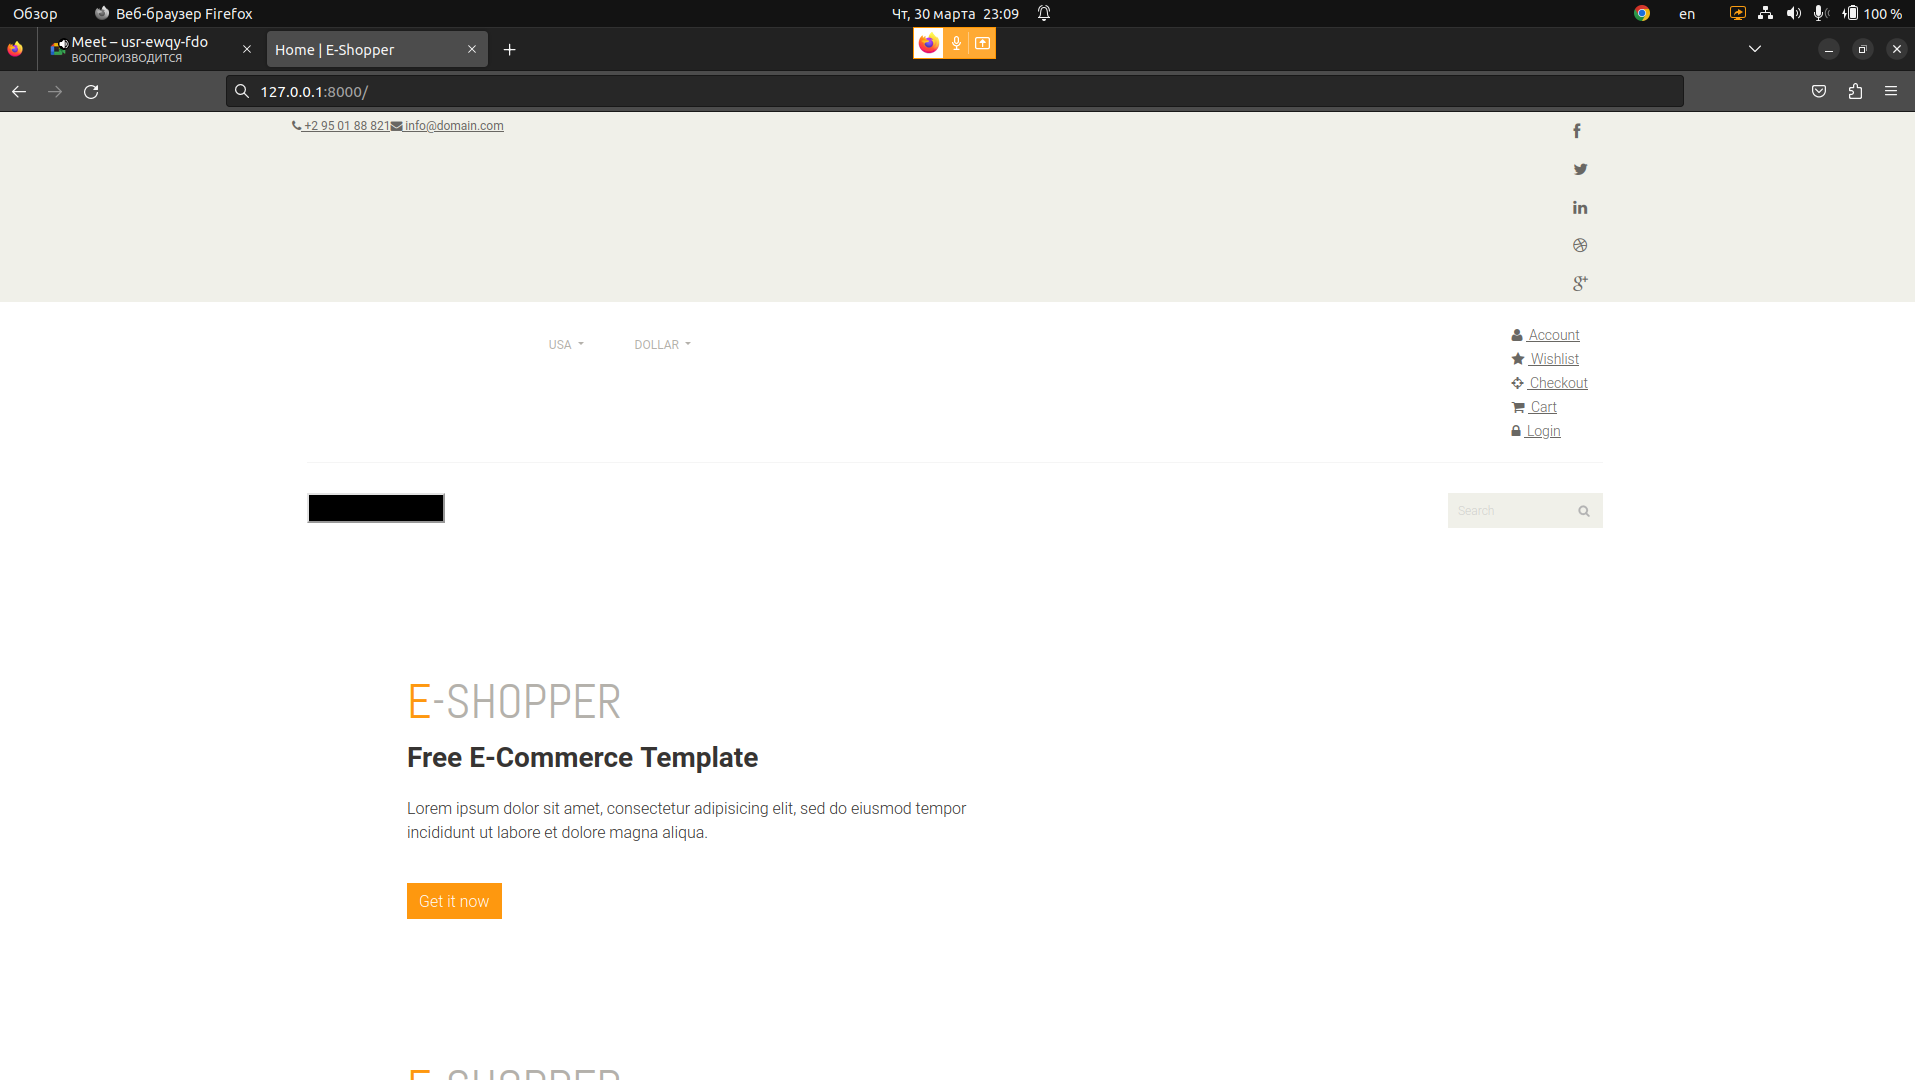 Обзор
Веб-браузер Firefox
Чт, 30 марта 23:09
en
100 %
Meet – usr-ewqy-fdo
ВОСПРОИЗВОДИТСЯ
Home | E-Shopper
127.0.0.1:8000/
+2 95 01 88 821 info@domain.com
USA
DOLLAR
Account
Wishlist
Checkout
Cart
Login
Search
E-SHOPPER
Free E-Commerce Template
Lorem ipsum dolor sit amet, consectetur adipisicing elit, sed do eiusmod tempor
incididunt ut labore et dolore magna aliqua.
Get it now
E-SHOPPER